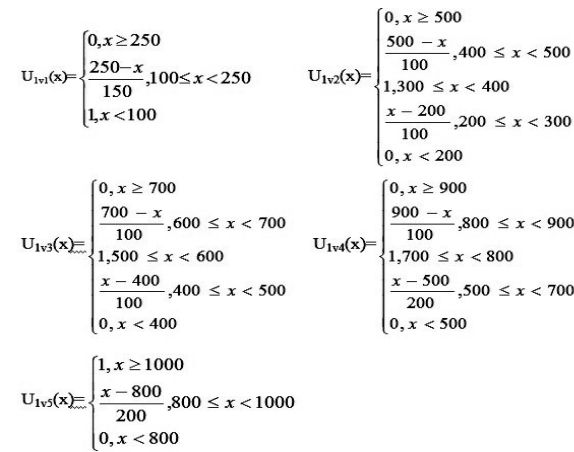 U1v1(x)= {0, x ≥ 250
250−x / 150 ,100≤x<250
1,x <100
U1v2(x)= {0, x ≥ 500
500 − x / 100 ,400 ≤ x < 500
1,300 ≤ x < 400
x − 200 / 100 ,200 ≤ x < 300
0, x < 200
U1v3(x)= {0, x ≥ 700
700 − x / 100 ,600 ≤ x < 700
1,500 ≤ x < 600
x − 400 / 100 ,400 ≤ x < 500
0, x < 400
U1v4(x)= {0, x ≥ 900
900 − x / 100 ,800 ≤ x < 900
1,700 ≤ x < 800
x − 500 / 200 ,500 ≤ x < 700
0, x < 500
U1v5(x)= {1, x ≥ 1000
x − 800 / 200 ,800 ≤ x < 1000
0, x < 800